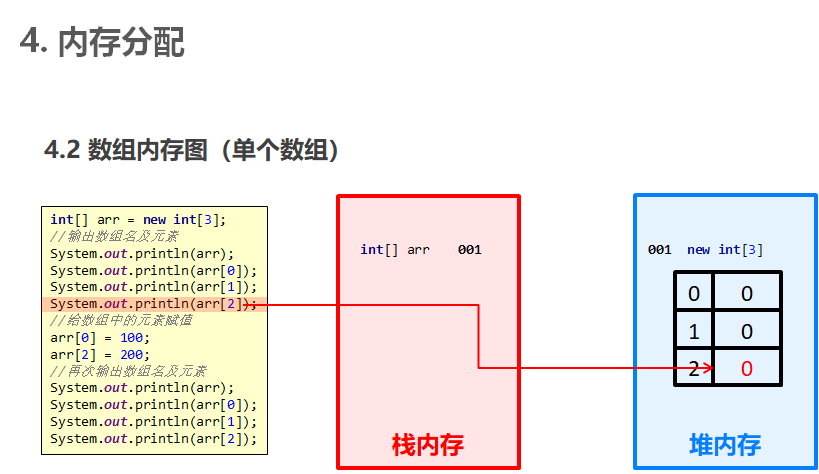 4. 内存分配
4.2 数组内存图（单个数组）
int[] arr = new int[3];
//输出数组名及元素
System.out.println(arr);
System.out.println(arr[0]);
System.out.println(arr[1]);
System.out.println(arr[2]);
//给数组中的元素赋值
arr[0] = 100;
arr[2] = 200;
//再次输出数组名及元素
System.out.println(arr);
System.out.println(arr[0]);
System.out.println(arr[1]);
System.out.println(arr[2]);
int[] arr 001
栈内存
001 new int[3]
0 0
1 0
2 0
堆内存